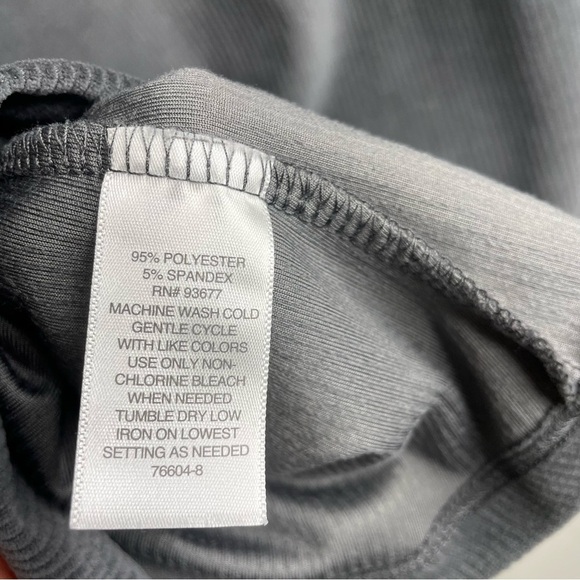 95% POLYESTER
5% SPANDEX
RN# 93677
MACHINE WASH COLD
GENTLE CYCLE
WITH LIKE COLORS
USE ONLY NON-
CHLORINE BLEACH
WHEN NEEDED
TUMBLE DRY LOW
IRON ON LOWEST
SETTING AS NEEDED
76604-8